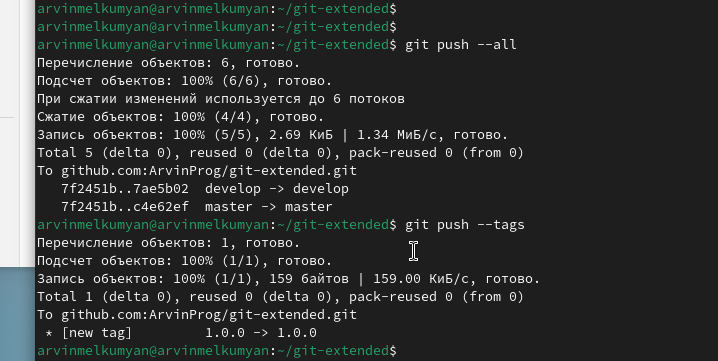 arvinmelkumyan@arvinmelkumyan:~/git-extended$
arvinmelkumyan@arvinmelkumyan:~/git-extended$
arvinmelkumyan@arvinmelkumyan:~/git-extended$ git push --all
Перечисление объектов: 6, готово.
Подсчет объектов: 100% (6/6), готово.
При сжатии изменений используется до 6 потоков
Сжатие объектов: 100% (4/4), готово.
Запись объектов: 100% (5/5), 2.69 КиБ | 1.34 МиБ/с, готово.
Total 5 (delta 0), reused 0 (delta 0), pack-reused 0 (from 0)
To github.com:ArvinProg/git-extended.git
   7f2451b..7ae5b02  develop -> develop
   7f2451b..c4e62ef  master -> master
arvinmelkumyan@arvinmelkumyan:~/git-extended$ git push --tags
Перечисление объектов: 1, готово.
Подсчет объектов: 100% (1/1), готово.
Запись объектов: 100% (1/1), 159 байтов | 159.00 КиБ/с, готово.
Total 1 (delta 0), reused 0 (delta 0), pack-reused 0 (from 0)
To github.com:ArvinProg/git-extended.git
 * [new tag]         1.0.0 -> 1.0.0
arvinmelkumyan@arvinmelkumyan:~/git-extended$